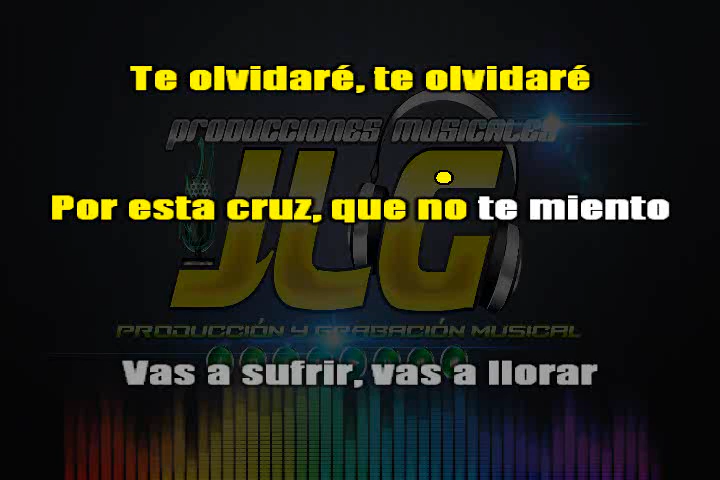 Te olvidaré, te olvidaré
PRODUCCIONES MUSICALES
JLG
Por esta cruz, que no te miento
PRODUCCIÓN Y GRABACIÓN MUSICAL
Vas a sufrir, vas a llorar